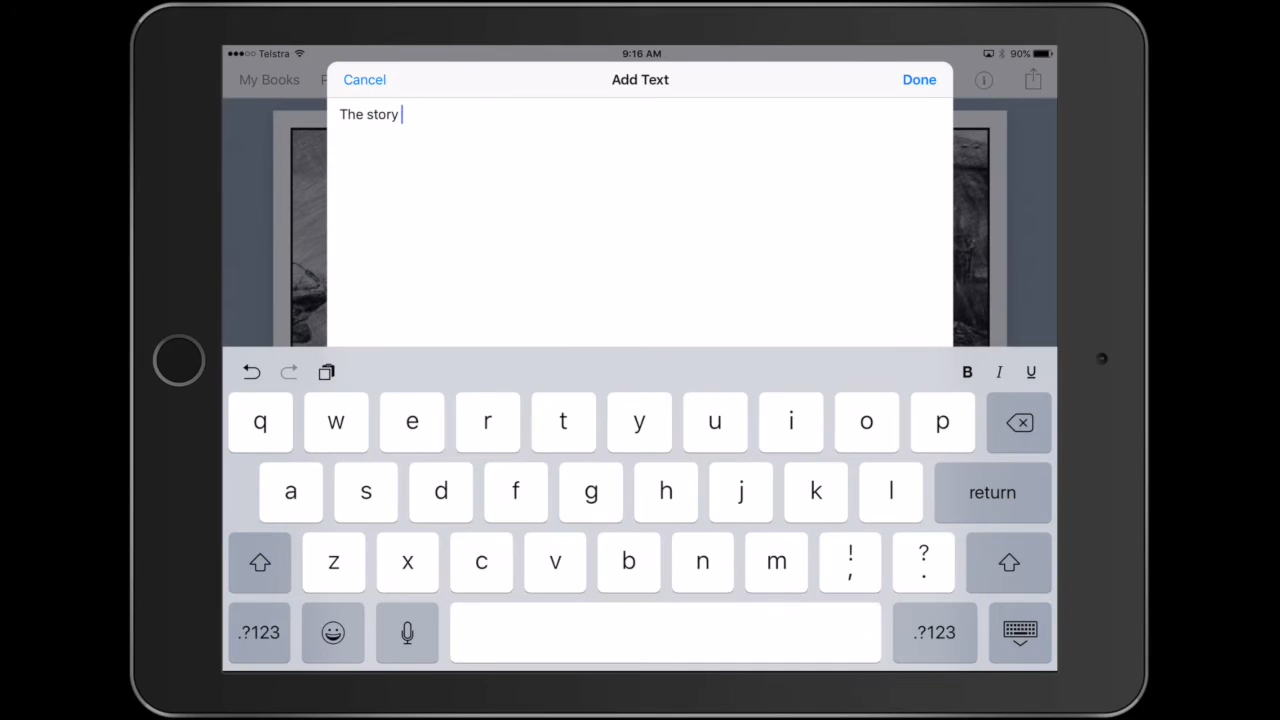 Telstra 9:16 AM 90%
My Books
Cancel Add Text Done
The story
B I U
q w e r t y u i o p
a s d f g h j k l return
z x c v b n m ! , ? .
.?123 .?123